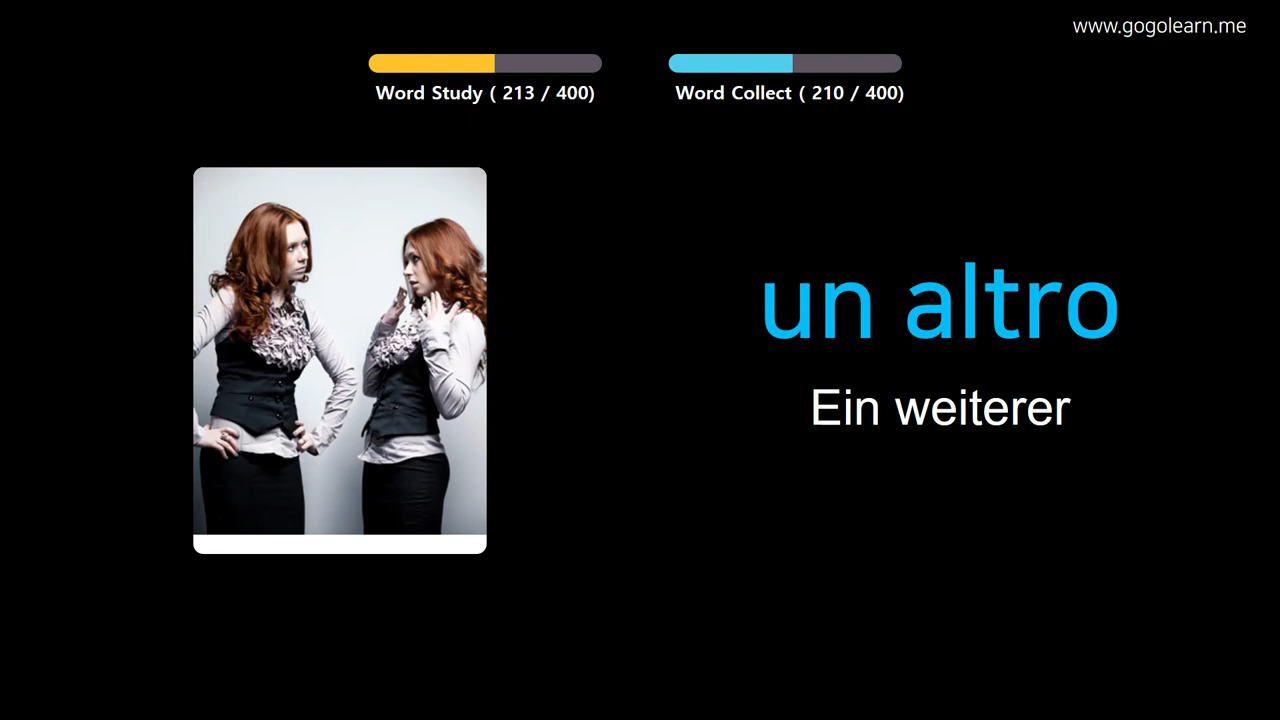 www.gogolearn.me
Word Study ( 213 / 400)
Word Collect ( 210 / 400)
un altro
Ein weiterer